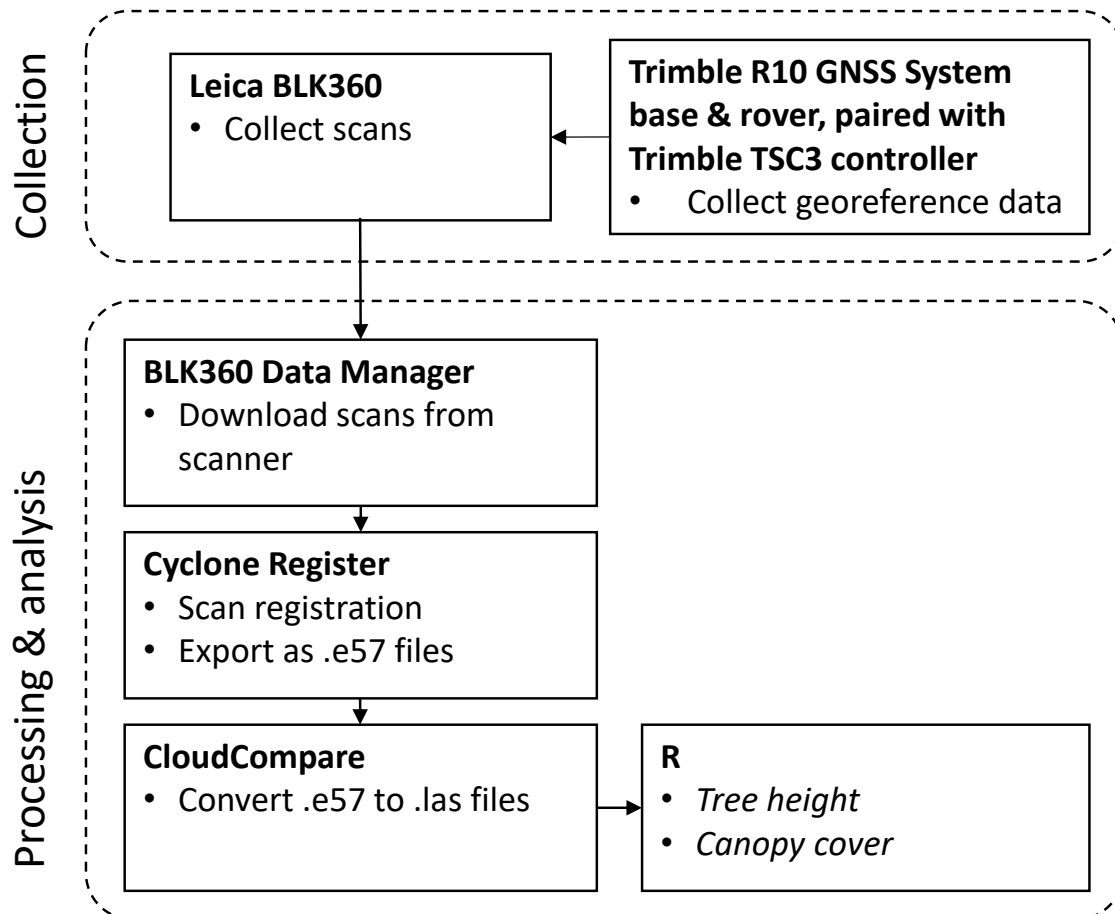 Collection
Leica BLK360
• Collect scans
Trimble R10 GNSS System
base & rover, paired with
Trimble TSC3 controller
• Collect georeference data
Processing & analysis
BLK360 Data Manager
• Download scans from
scanner
Cyclone Register
• Scan registration
• Export as .e57 files
CloudCompare
• Convert .e57 to .las files
R
• Tree height
• Canopy cover